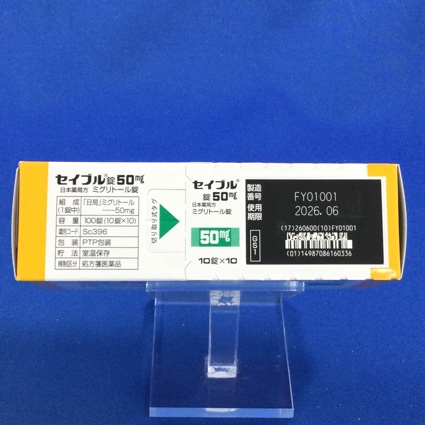 セイブル®錠50mg
日本薬局方 ミグリトール錠
組成(1錠中) 「日局」ミグリトール ……50mg
容量 100錠(10錠×10)
識別コード Sc396
包装 PTP包装
貯法 室温保存
規制区分 処方箋医薬品
切り取り式タグ
セイブル®
錠50mg
日本薬局方
ミグリトール錠
50mg
10錠×10
製造番号 FY01001
使用期限 2026.06
GS1
(17)260600(10)FY01001
(01)14987086160336